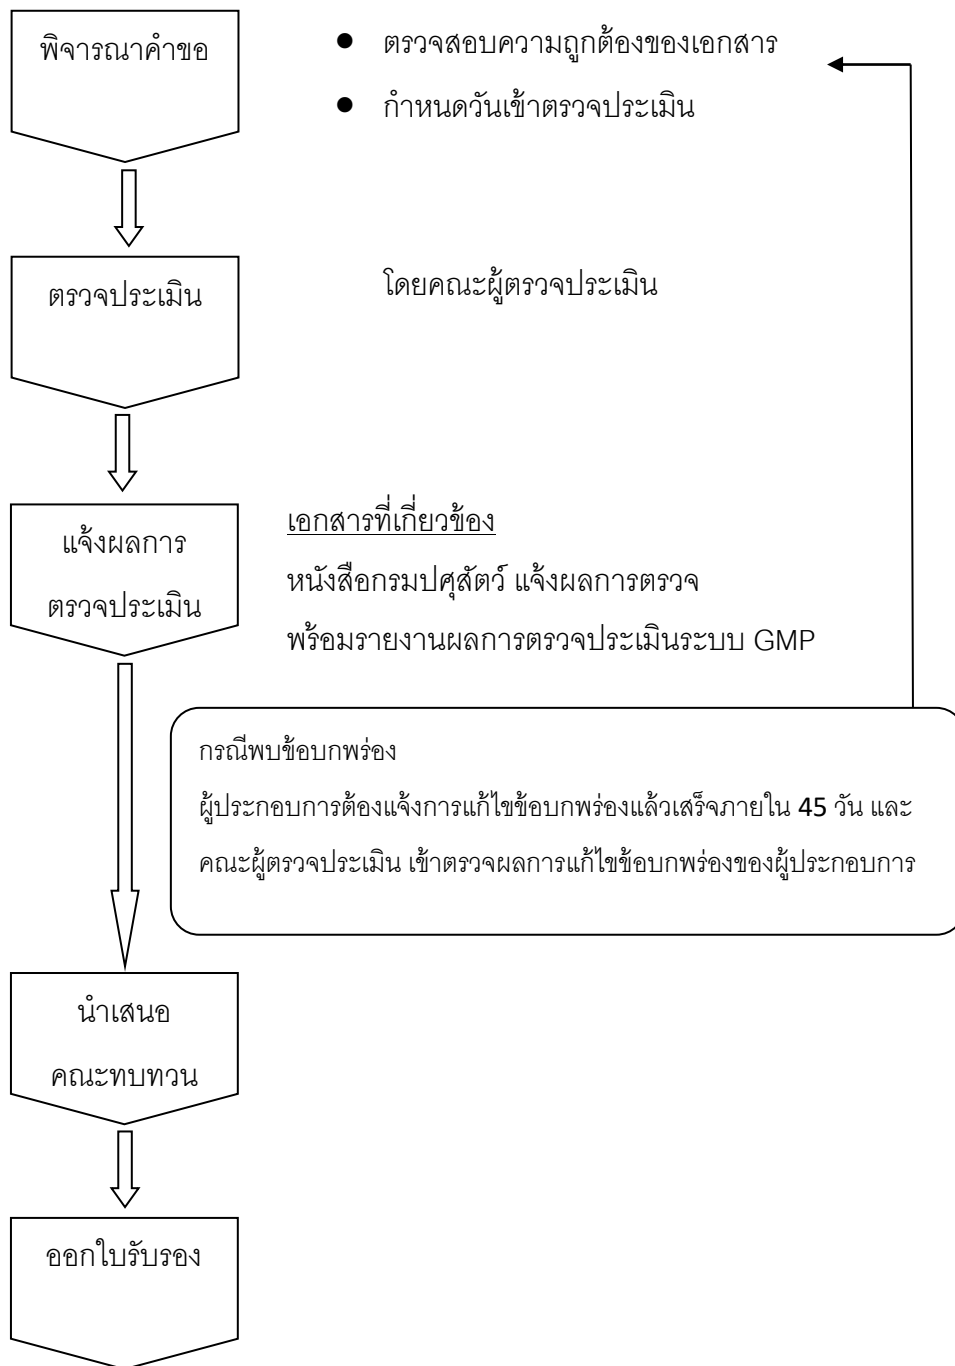 พิจารณาคำขอ
● ตรวจสอบความถูกต้องของเอกสาร
● กำหนดวันเข้าตรวจประเมิน
ตรวจประเมิน
โดยคณะผู้ตรวจประเมิน
แจ้งผลการ
ตรวจประเมิน
เอกสารที่เกี่ยวข้อง
หนังสือกรมปศุสัตว์ แจ้งผลการตรวจ
พร้อมรายงานผลการตรวจประเมินระบบ GMP
กรณีพบข้อบกพร่อง
ผู้ประกอบการต้องแจ้งการแก้ไขข้อบกพร่องแล้วเสร็จภายใน 45 วัน และ
คณะผู้ตรวจประเมิน เข้าตรวจผลการแก้ไขข้อบกพร่องของผู้ประกอบการ
นำเสนอ
คณะทบทวน
ออกใบรับรอง